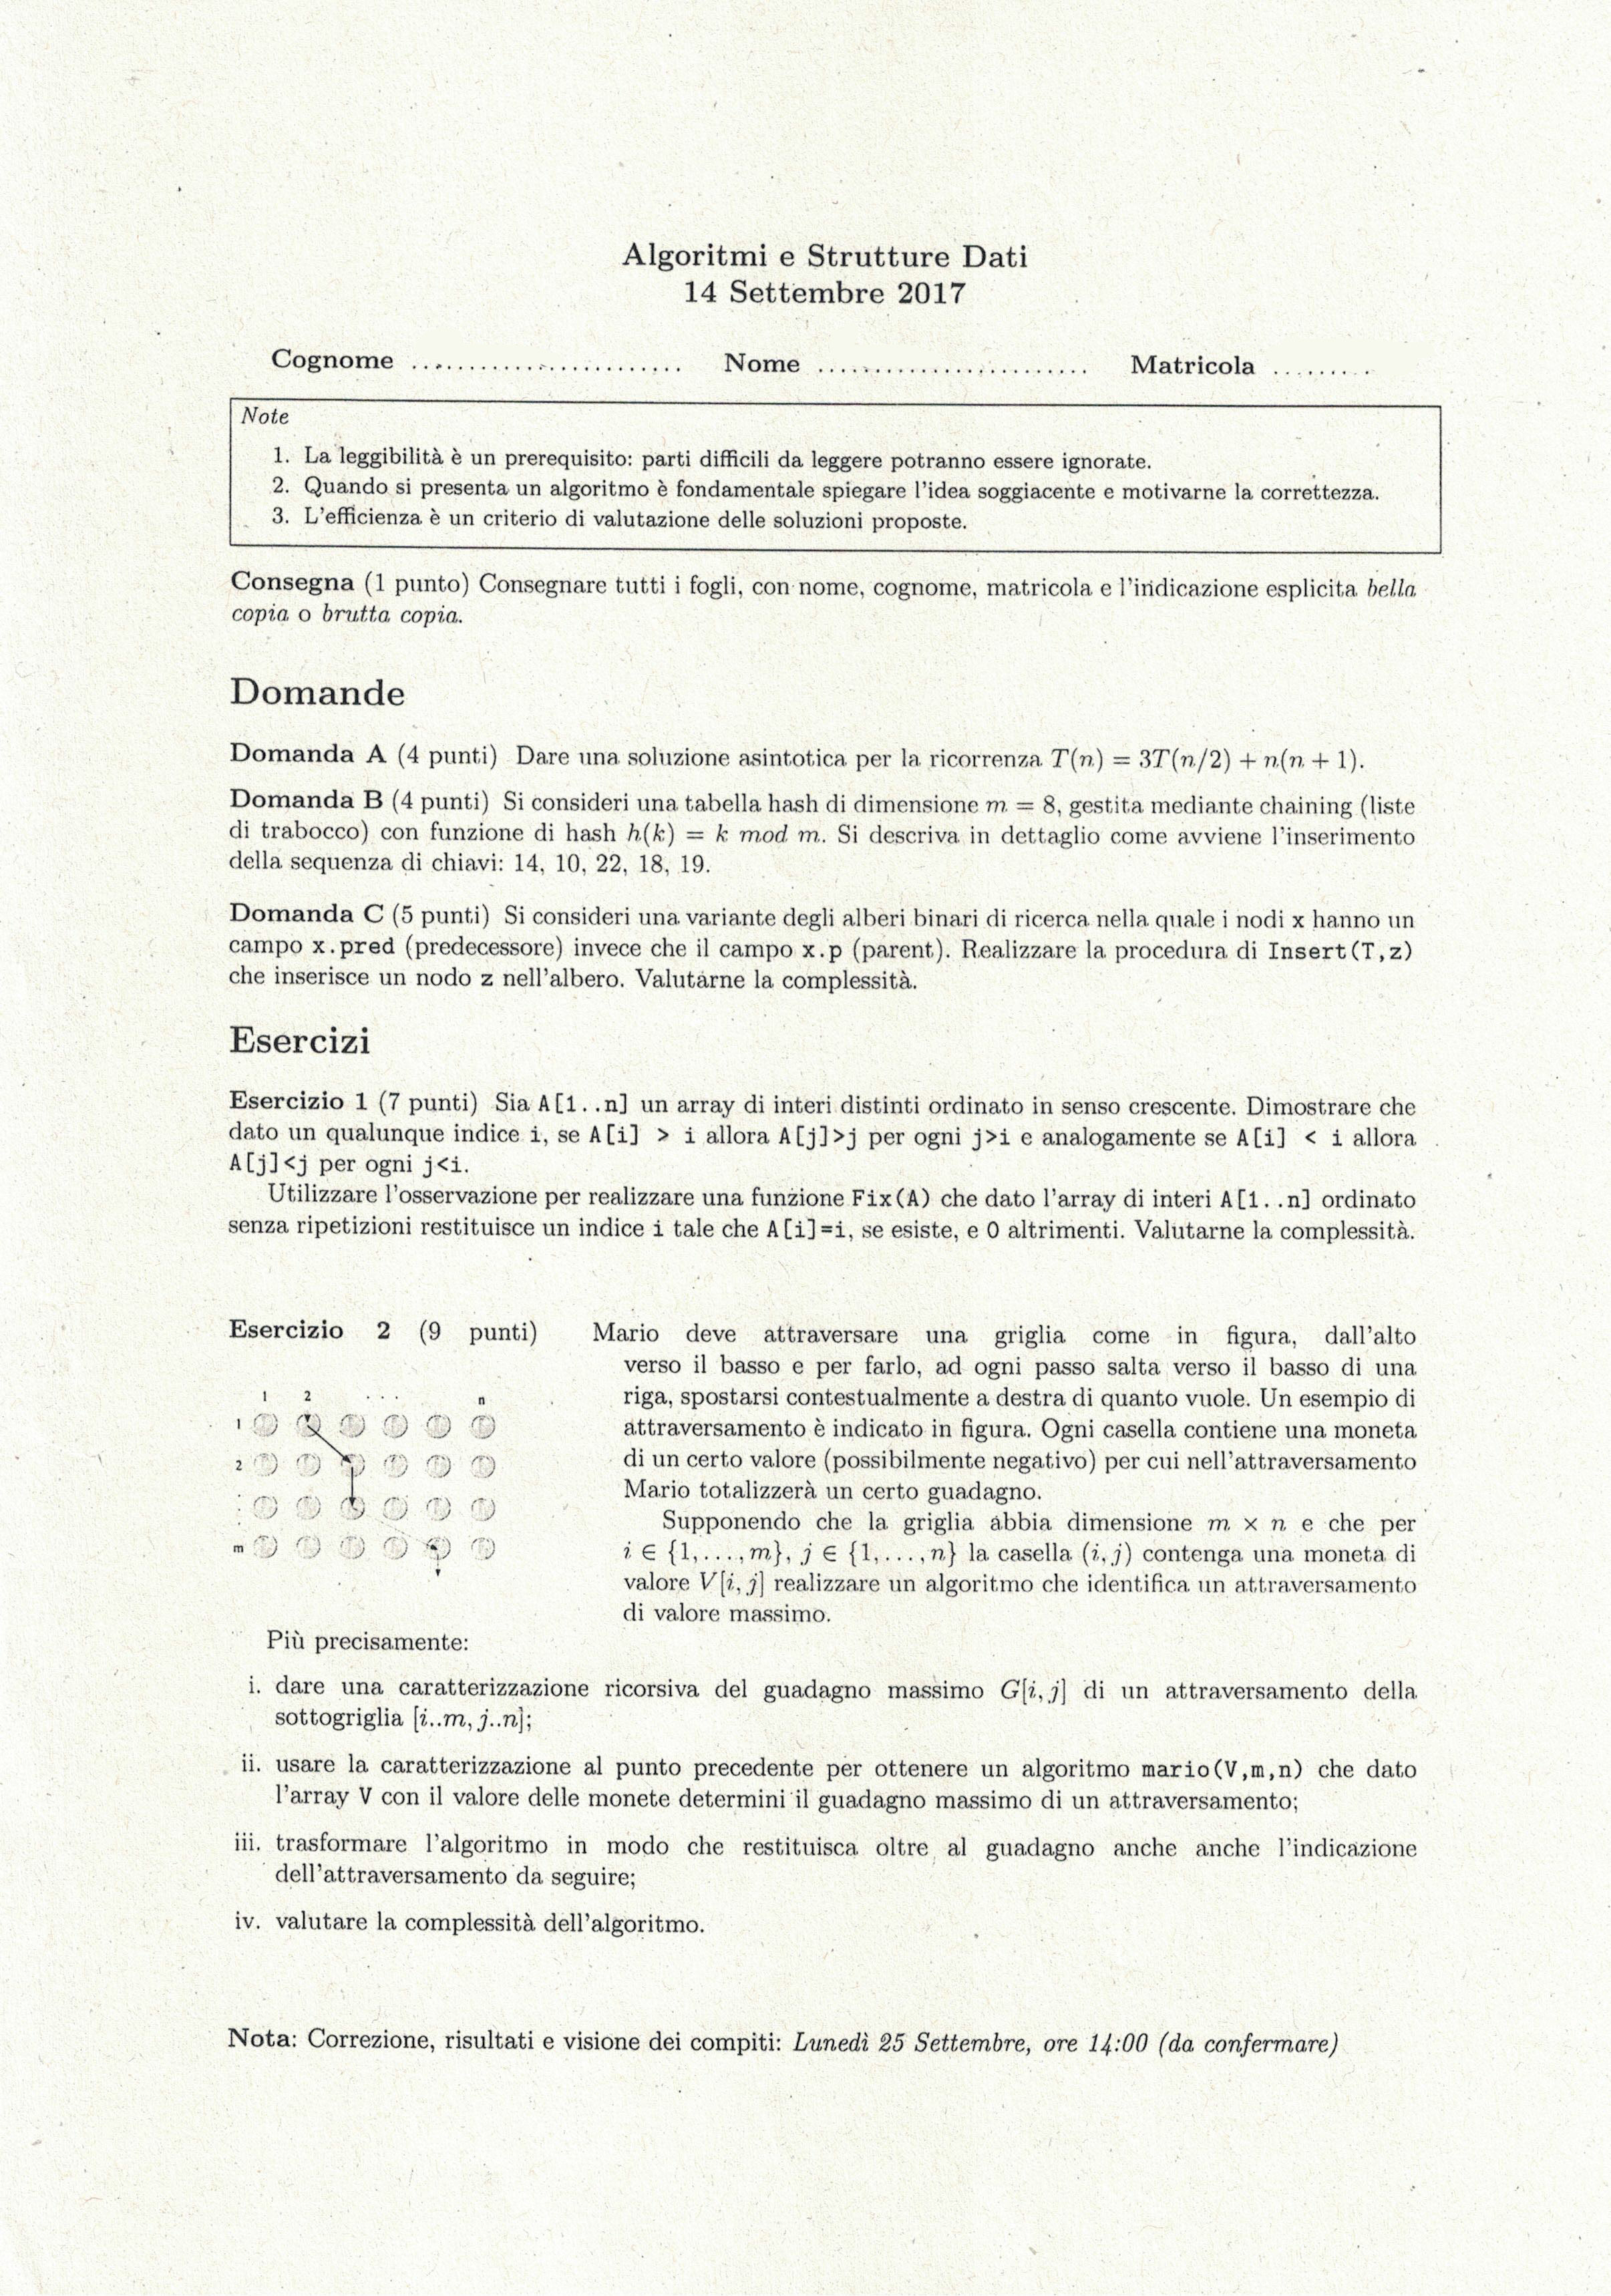 Algoritmi e Strutture Dati
14 Settembre 2017
Cognome ........................ Nome ........................ Matricola .........
Note
1. La leggibilità è un prerequisito: parti difficili da leggere potranno essere ignorate.
2. Quando si presenta un algoritmo è fondamentale spiegare l'idea soggiacente e motivarne la correttezza.
3. L'efficienza è un criterio di valutazione delle soluzioni proposte.
Consegna (1 punto) Consegnare tutti i fogli, con nome, cognome, matricola e l'indicazione esplicita bella
copia o brutta copia.
Domande
Domanda A (4 punti) Dare una soluzione asintotica per la ricorrenza T(n) = 3T(n/2) + n(n + 1).
Domanda B (4 punti) Si consideri una tabella hash di dimensione m = 8, gestita mediante chaining (liste
di trabocco) con funzione di hash h(k) = k mod m. Si descriva in dettaglio come avviene l'inserimento
della sequenza di chiavi: 14, 10, 22, 18, 19.
Domanda C (5 punti) Si consideri una variante degli alberi binari di ricerca nella quale i nodi x hanno un
campo x.pred (predecessore) invece che il campo x.p (parent). Realizzare la procedura di Insert(T,z)
che inserisce un nodo z nell'albero. Valutarne la complessità.
Esercizi
Esercizio 1 (7 punti) Sia A[1..n] un array di interi distinti ordinato in senso crescente. Dimostrare che
dato un qualunque indice i, se A[i] > i allora A[j]>j per ogni j>i e analogamente se A[i] < i allora
A[j]<j per ogni j<i.
Utilizzare l'osservazione per realizzare una funzione Fix(A) che dato l'array di interi A[1..n] ordinato
senza ripetizioni restituisce un indice i tale che A[i]=i, se esiste, e 0 altrimenti. Valutarne la complessità.
Esercizio 2 (9 punti) Mario deve attraversare una griglia come in figura, dall'alto
verso il basso e per farlo, ad ogni passo salta verso il basso di una
riga, spostarsi contestualmente a destra di quanto vuole. Un esempio di
attraversamento è indicato in figura. Ogni casella contiene una moneta
di un certo valore (possibilmente negativo) per cui nell'attraversamento
Mario totalizzerà un certo guadagno.
Supponendo che la griglia abbia dimensione m × n e che per
i ∈ {1,...,m}, j ∈ {1,...,n} la casella (i,j) contenga una moneta di
valore V[i,j] realizzare un algoritmo che identifica un attraversamento
di valore massimo.
1 2 ... n
1
2
:
m
Più precisamente:
i. dare una caratterizzazione ricorsiva del guadagno massimo G[i,j] di un attraversamento della
sottogriglia [i..m, j..n];
ii. usare la caratterizzazione al punto precedente per ottenere un algoritmo mario(V,m,n) che dato
l'array V con il valore delle monete determini il guadagno massimo di un attraversamento;
iii. trasformare l'algoritmo in modo che restituisca oltre al guadagno anche anche l'indicazione
dell'attraversamento da seguire;
iv. valutare la complessità dell'algoritmo.
Nota: Correzione, risultati e visione dei compiti: Lunedì 25 Settembre, ore 14:00 (da confermare)